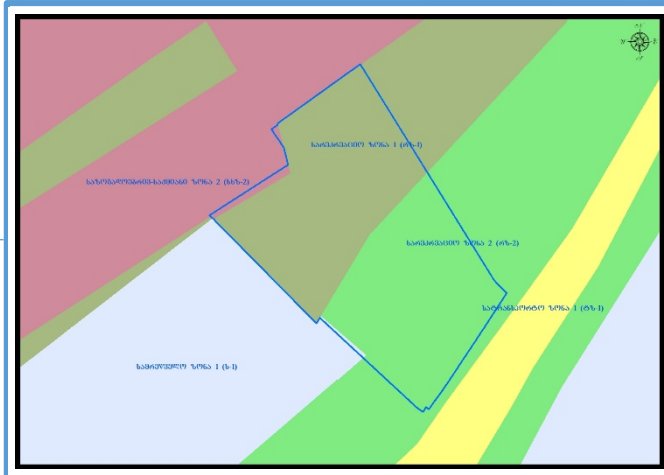 სარეკრეაციო ზონა 1 (რზ-1)
საზოგადოებრივ-საქმიანი ზონა 2 (სსზ-2)
სარეკრეაციო ზონა 2 (რზ-2)
სატრანსპორტო ზონა 1 (ტზ-1)
სამრეწველო ზონა 1 (ს-1)